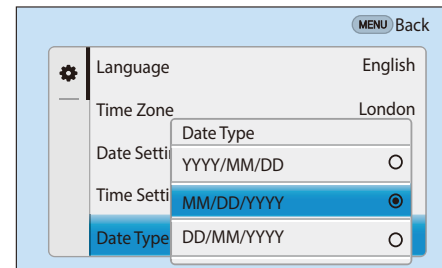 MENU Back
Language English
Time Zone London
Date Type
Date Setti
YYYY/MM/DD
Time Setti
MM/DD/YYYY
Date Type
DD/MM/YYYY